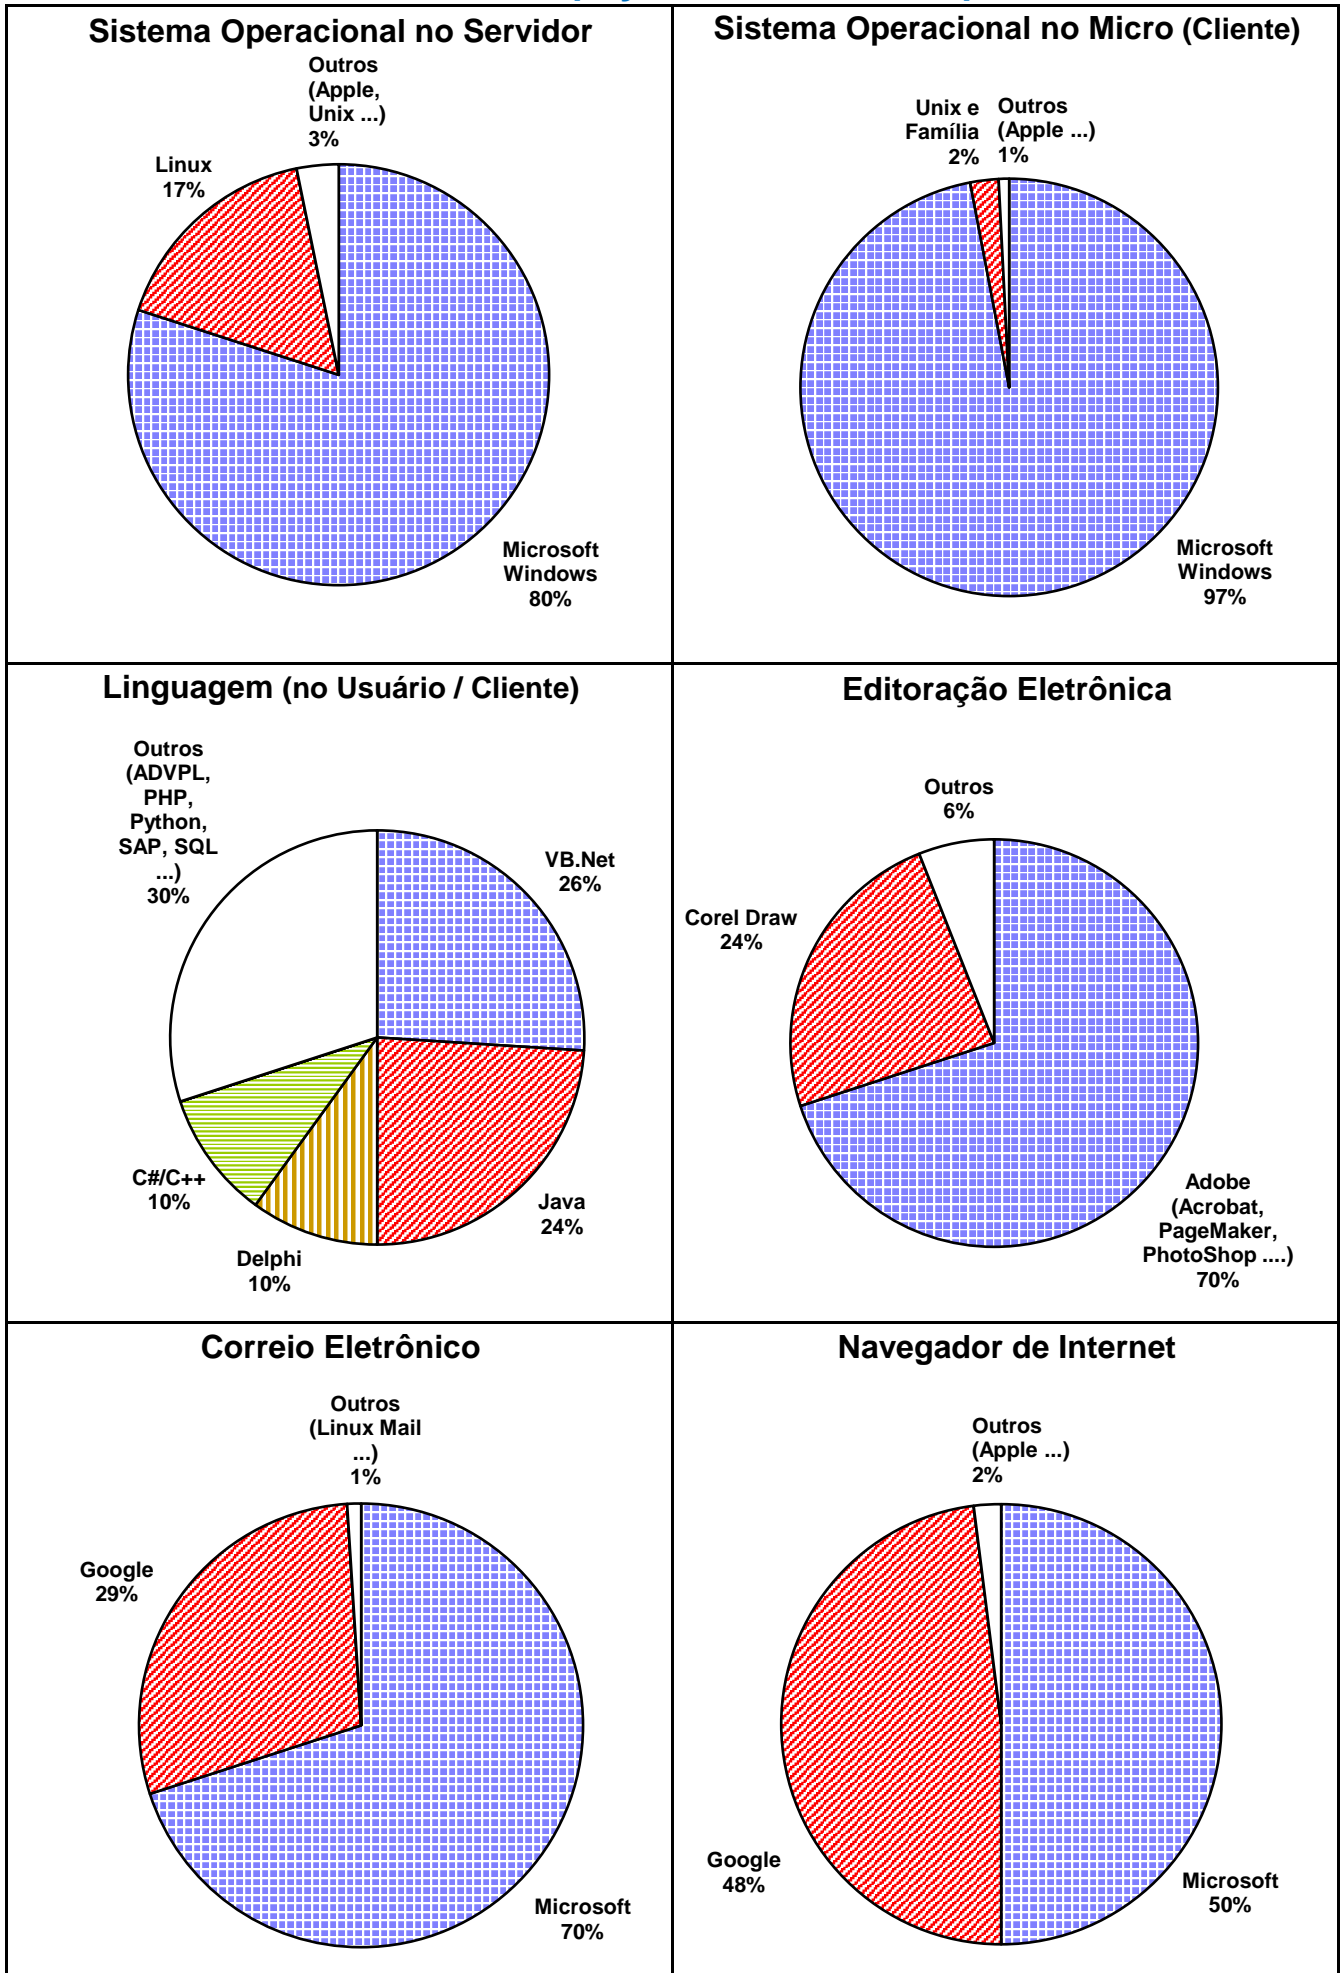 Sistema Operacional no Servidor
Outros
(Apple,
Unix ...)
3%
Linux
17%
Microsoft
Windows
80%
Sistema Operacional no Micro (Cliente)
Unix e
Família
2%
Outros
(Apple ...)
1%
Microsoft
Windows
97%
Linguagem (no Usuário / Cliente)
Outros
(ADVPL,
PHP,
Python,
SAP, SQL
...)
30%
VB.Net
26%
C#/C++
10%
Java
24%
Delphi
10%
Editoração Eletrônica
Outros
6%
Corel Draw
24%
Adobe
(Acrobat,
PageMaker,
PhotoShop ....)
70%
Correio Eletrônico
Outros
(Linux Mail
...)
1%
Google
29%
Microsoft
70%
Navegador de Internet
Outros
(Apple ...)
2%
Google
48%
Microsoft
50%